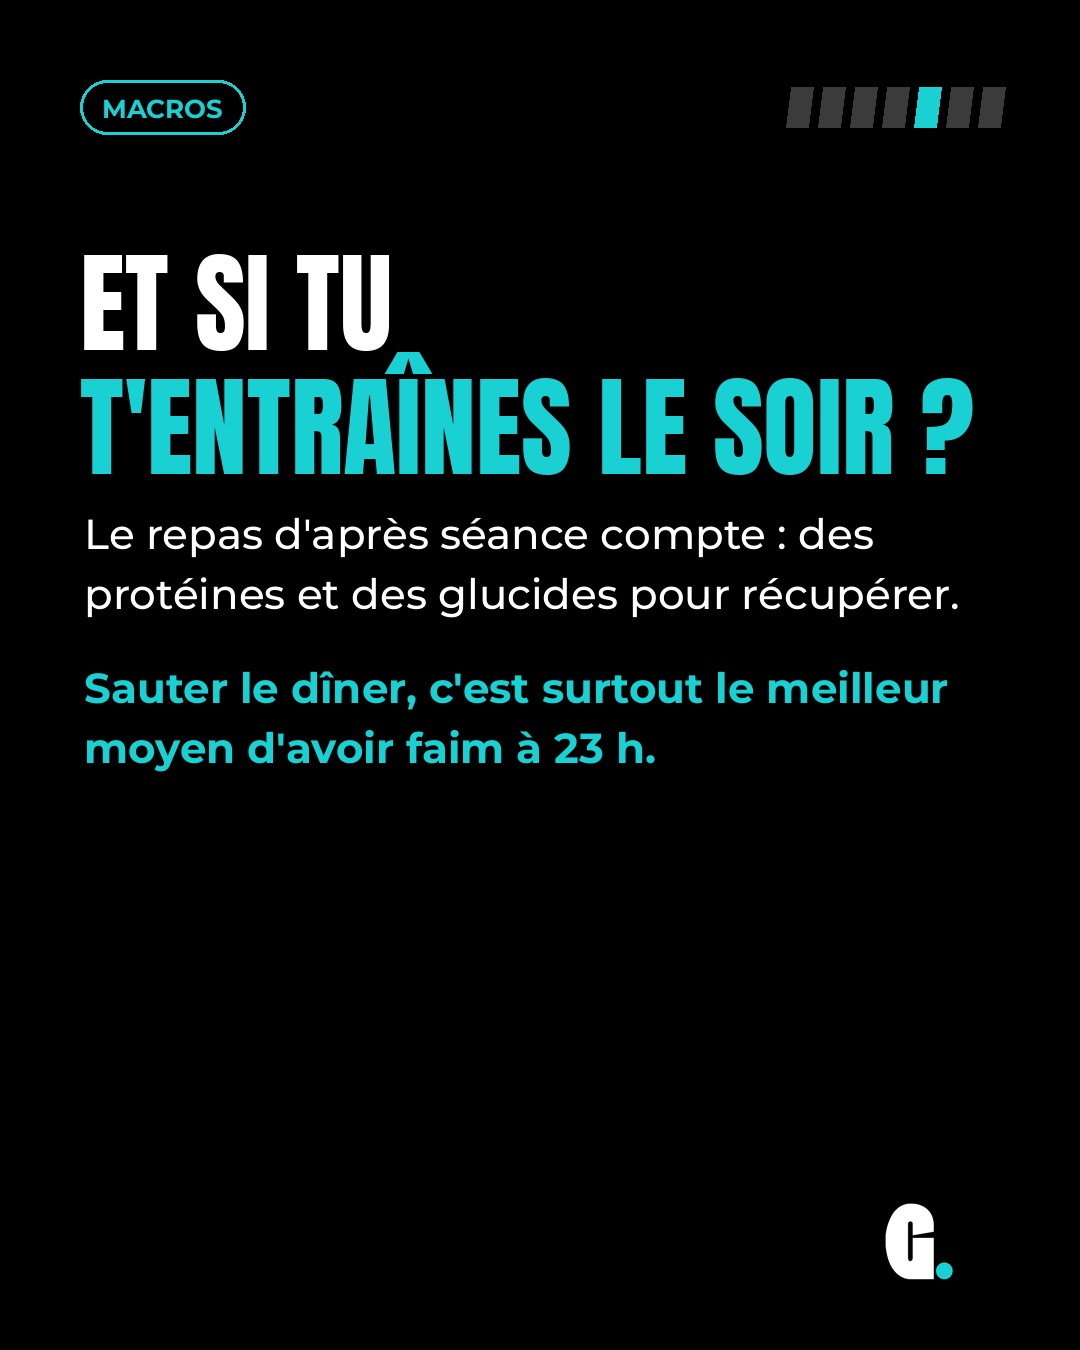 MACROS
ET SI TU
T'ENTRAÎNES LE SOIR ?
Le repas d'après séance compte : des
protéines et des glucides pour récupérer.
Sauter le dîner, c'est surtout le meilleur
moyen d'avoir faim à 23 h.
G.